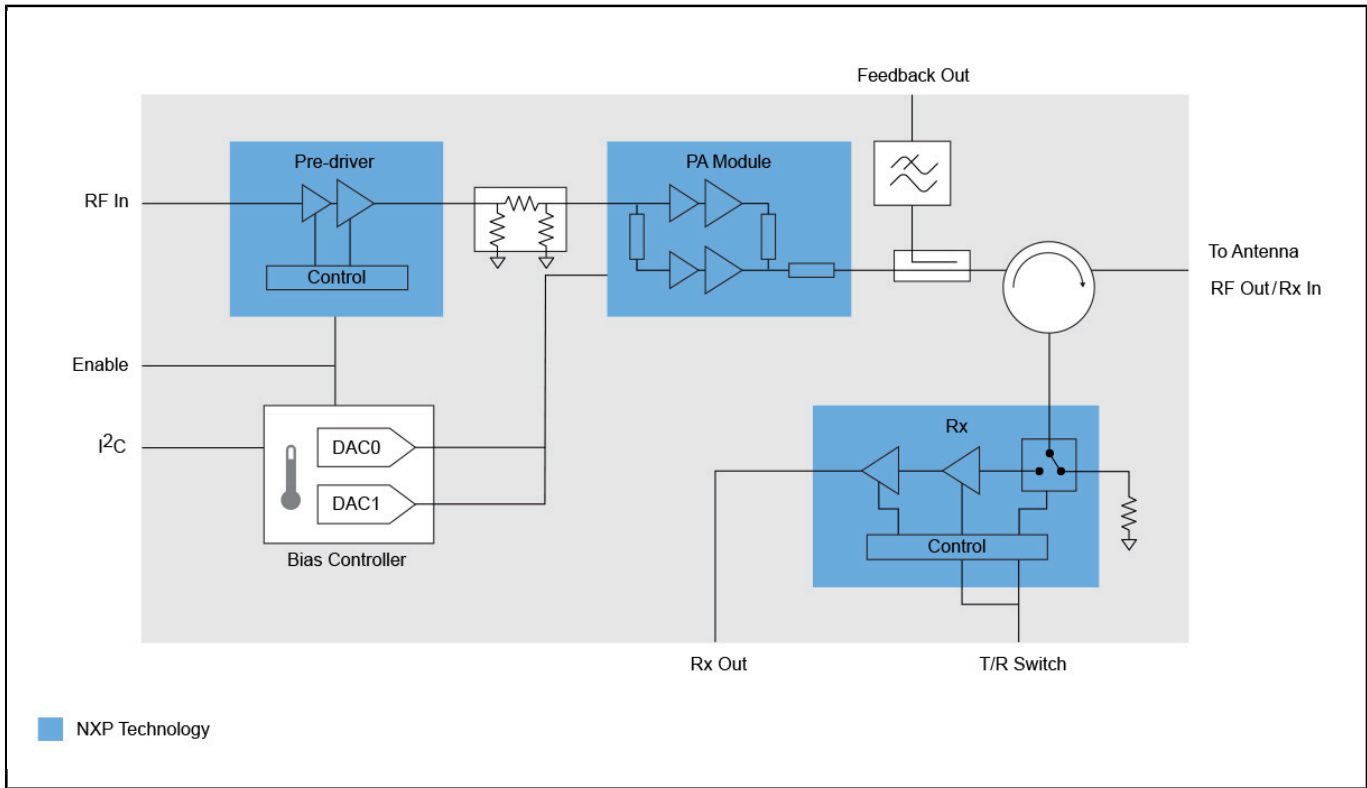 Feedback Out
Pre-driver
PA Module
RF In
Control
To Antenna
RF Out/Rx In
Enable
I²C
DAC0
DAC1
Bias Controller
Rx
Control
Rx Out
T/R Switch
NXP Technology